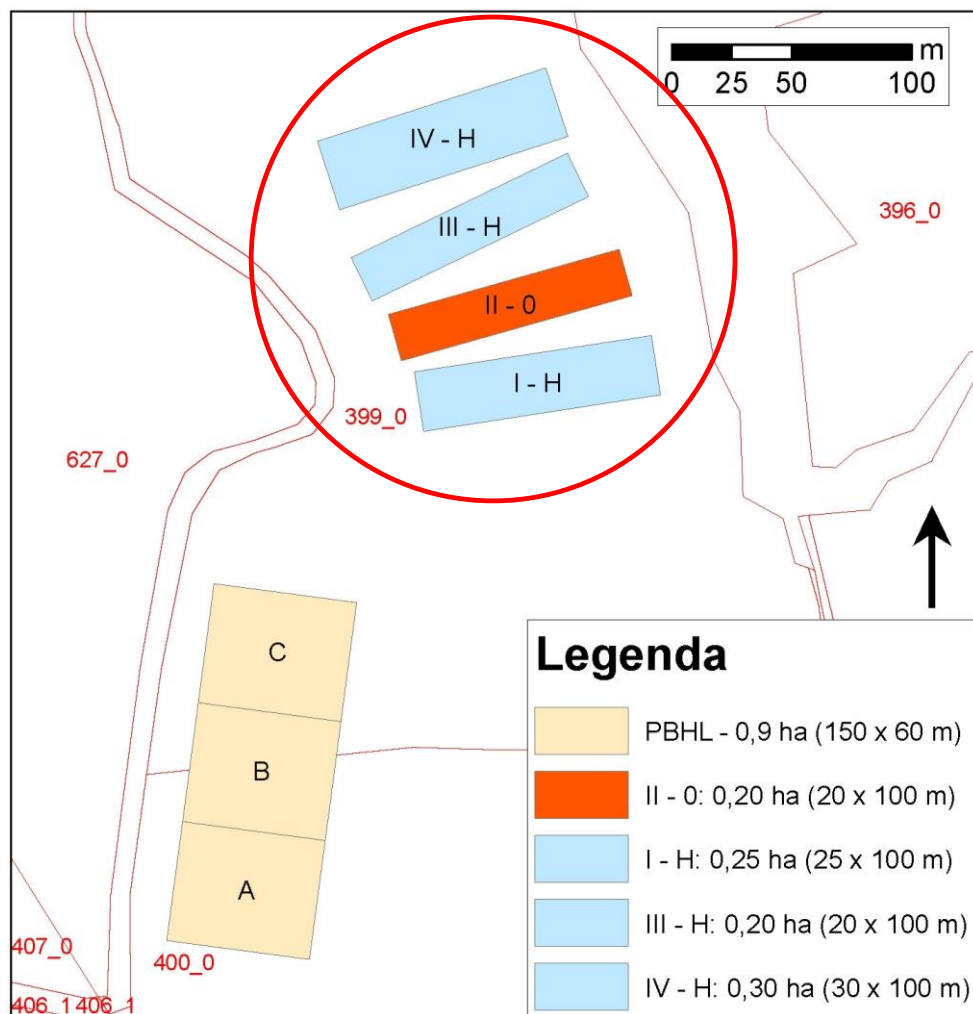 m
0 25 50 100
IV - H
III - H
396_0
II - 0
I - H
399_0
627_0
C
B
A
407_0
400_0
406_1 406_1
Legenda
PBHL - 0,9 ha (150 x 60 m)
II - 0: 0,20 ha (20 x 100 m)
I - H: 0,25 ha (25 x 100 m)
III - H: 0,20 ha (20 x 100 m)
IV - H: 0,30 ha (30 x 100 m)